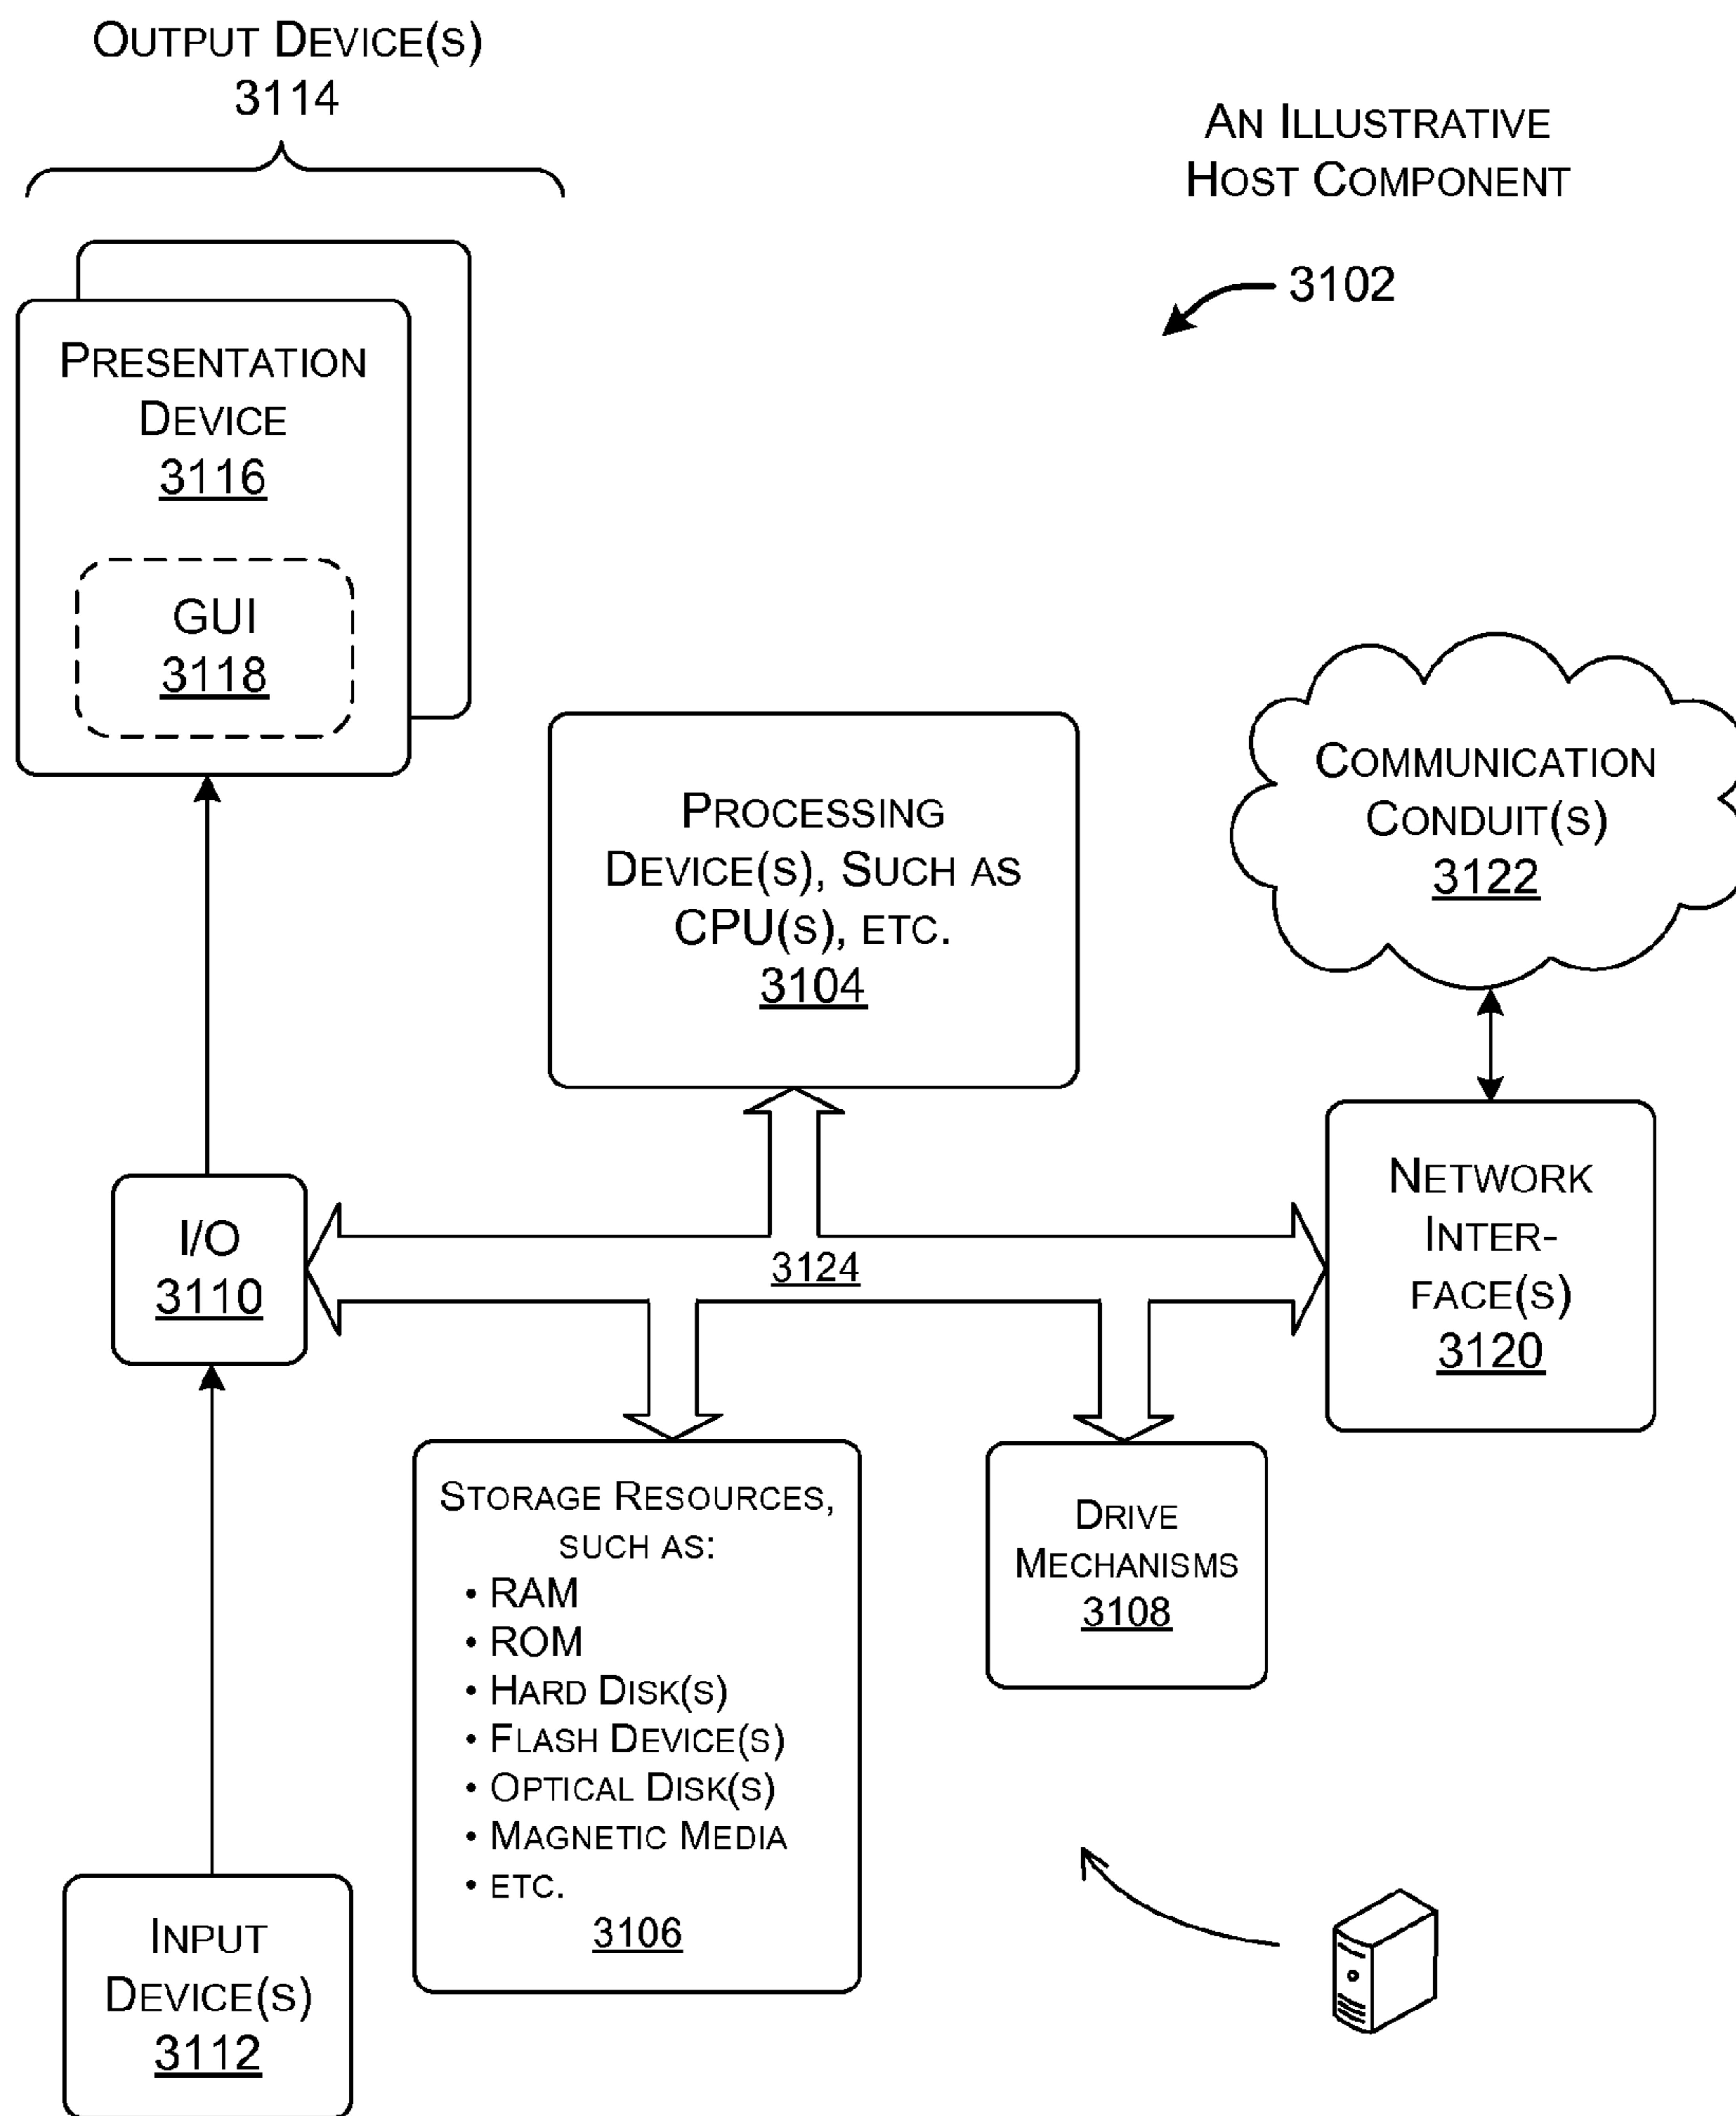 OUTPUT DEVICE(S)
3114
AN ILLUSTRATIVE
HOST COMPONENT
3102
PRESENTATION
DEVICE
3116
GUI
3118
PROCESSING
DEVICE(S), SUCH AS
CPU(S), ETC.
3104
COMMUNICATION
CONDUIT(S)
3122
I/O
3110
3124
NETWORK
INTER-
FACE(S)
3120
STORAGE RESOURCES,
SUCH AS:
• RAM
• ROM
• HARD DISK(S)
• FLASH DEVICE(S)
• OPTICAL DISK(S)
• MAGNETIC MEDIA
• ETC.
3106
DRIVE
MECHANISMS
3108
INPUT
DEVICE(S)
3112